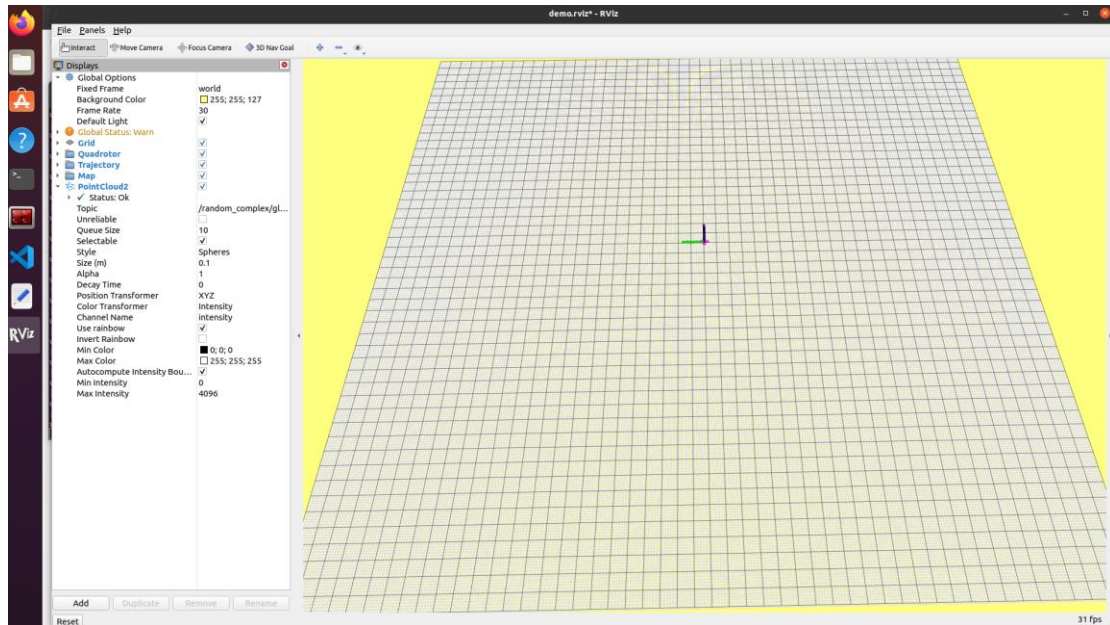 demo.rviz* - RViz
File Panels Help
Interact Move Camera Focus Camera 3D Nav Goal
Displays
Global Options
Fixed Frame world
Background Color 255; 255; 127
Frame Rate 30
Default Light
Global Status: Warn
Grid
Quadrotor
Trajectory
Map
PointCloud2
Status: Ok
Topic /random_complex/gl...
Unreliable
Queue Size 10
Selectable
Style Spheres
Size (m) 0.1
Alpha 1
Decay Time 0
Position Transformer XYZ
Color Transformer Intensity
Channel Name intensity
Use rainbow
Invert Rainbow
Min Color 0; 0; 0
Max Color 255; 255; 255
Autocompute Intensity Bou...
Min Intensity 0
Max Intensity 4096
RViz
Add Duplicate Remove Rename
Reset 31 fps